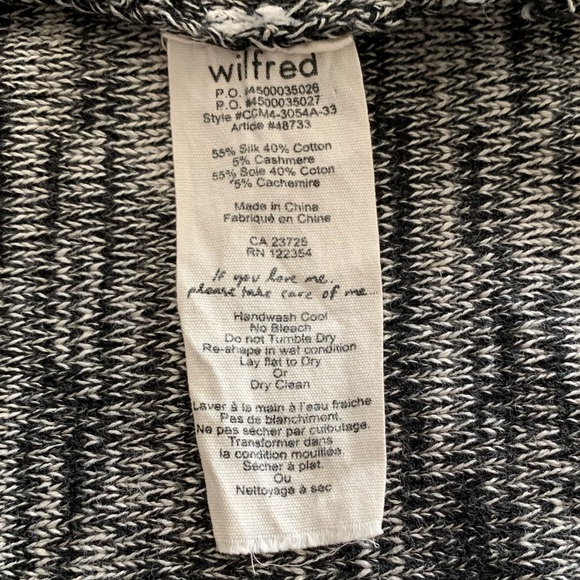 wilfred
P.O. #4500035026
P.O. #4500035027
Style #CGM4-3054A-33
Article #48733
55% Silk 40% Cotton
5% Cashmere
55% Soie 40% Coton
5% Cachemire
Made in China
Fabriqué en Chine
CA 23725
RN 122354
If you love me,
please take care of me...
Handwash Cool
No Bleach
Do not Tumble Dry
Re-shape in wet condition
Lay flat to Dry
Or
Dry Clean
Laver à la main à l'eau fraiche
Pas de blanchiment.
Ne pas sécher par culbutage.
Transformer dans
la condition mouillée.
Sécher à plat.
Ou
Nettoyage à sec